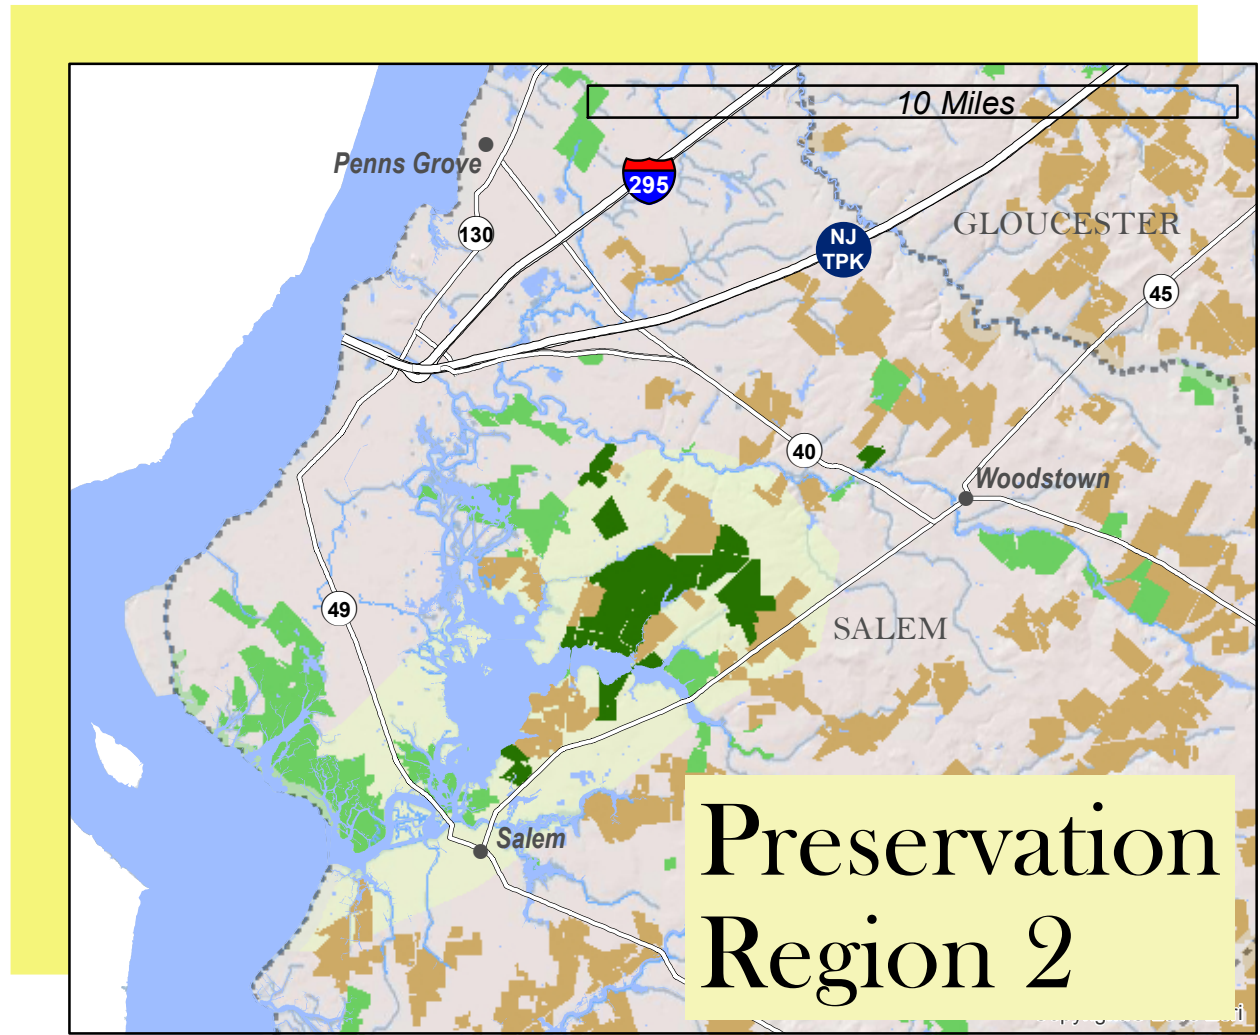 10 Miles
Penns Grove
295
130
NJ
TPK
GLOUCESTER
45
40
Woodstown
49
SALEM
Salem
Preservation
Region 2